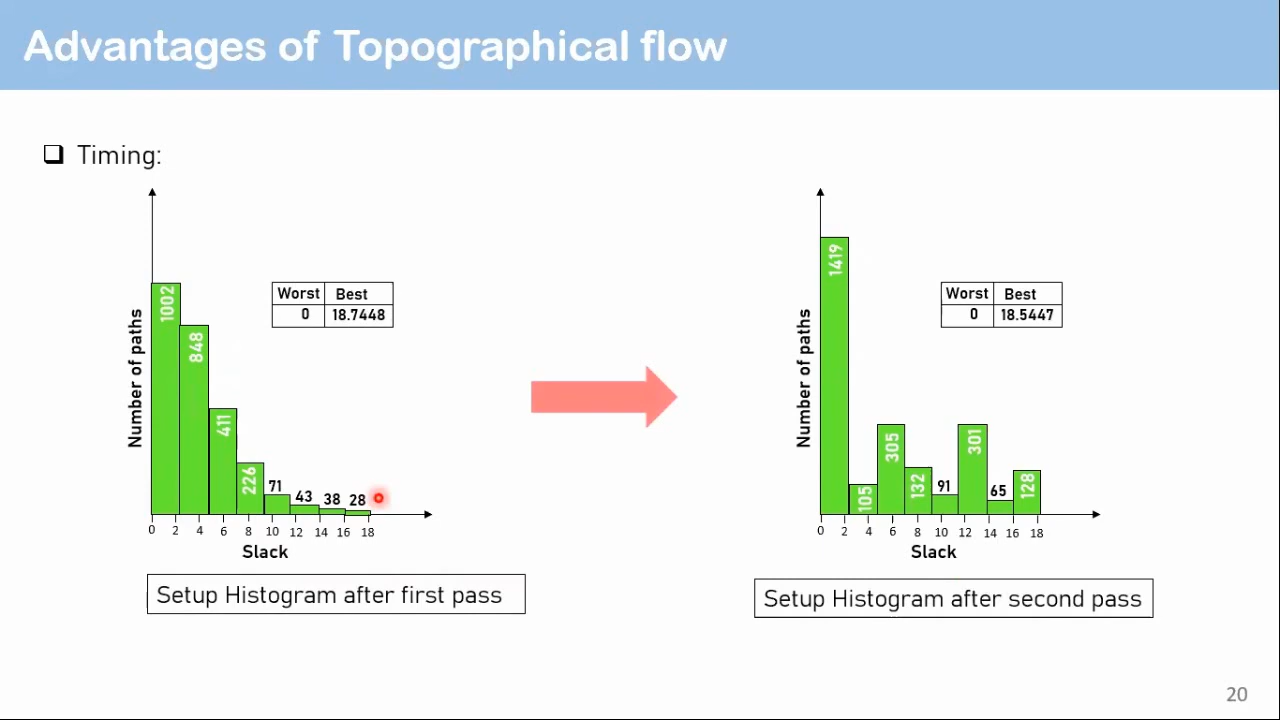 Advantages of Topographical flow
Timing:
Number of paths
1002
848
411
226
71
43
38
28
0 2 4 6 8 10 12 14 16 18
Slack
Worst Best
0 18.7448
Setup Histogram after first pass
Number of paths
1419
105
305
132
91
301
65
128
0 2 4 6 8 10 12 14 16 18
Slack
Worst Best
0 18.5447
Setup Histogram after second pass
20